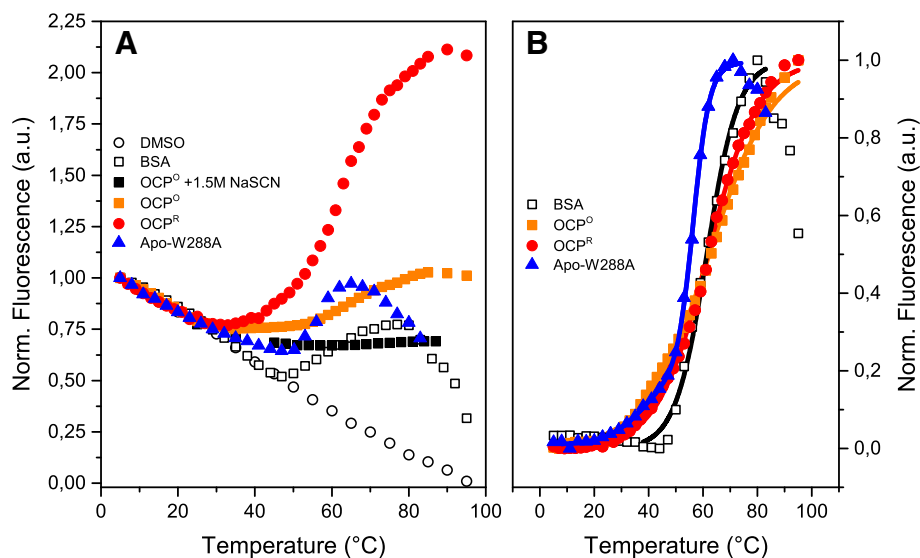 A
B
2,25
2,00
1,75
1,50
1,25
1,00
0,75
0,50
0,25
0,00
Norm. Fluorescence (a.u.)
DMSO
BSA
OCP^O +1.5M NaSCN
OCP^O
OCP^R
Apo-W288A
0 20 40 60 80 100
Temperature (°C)
BSA
OCP^O
OCP^R
Apo-W288A
0 20 40 60 80 100
Temperature (°C)
1,0
0,8
0,6
0,4
0,2
0,0
Norm. Fluorescence (a.u.)